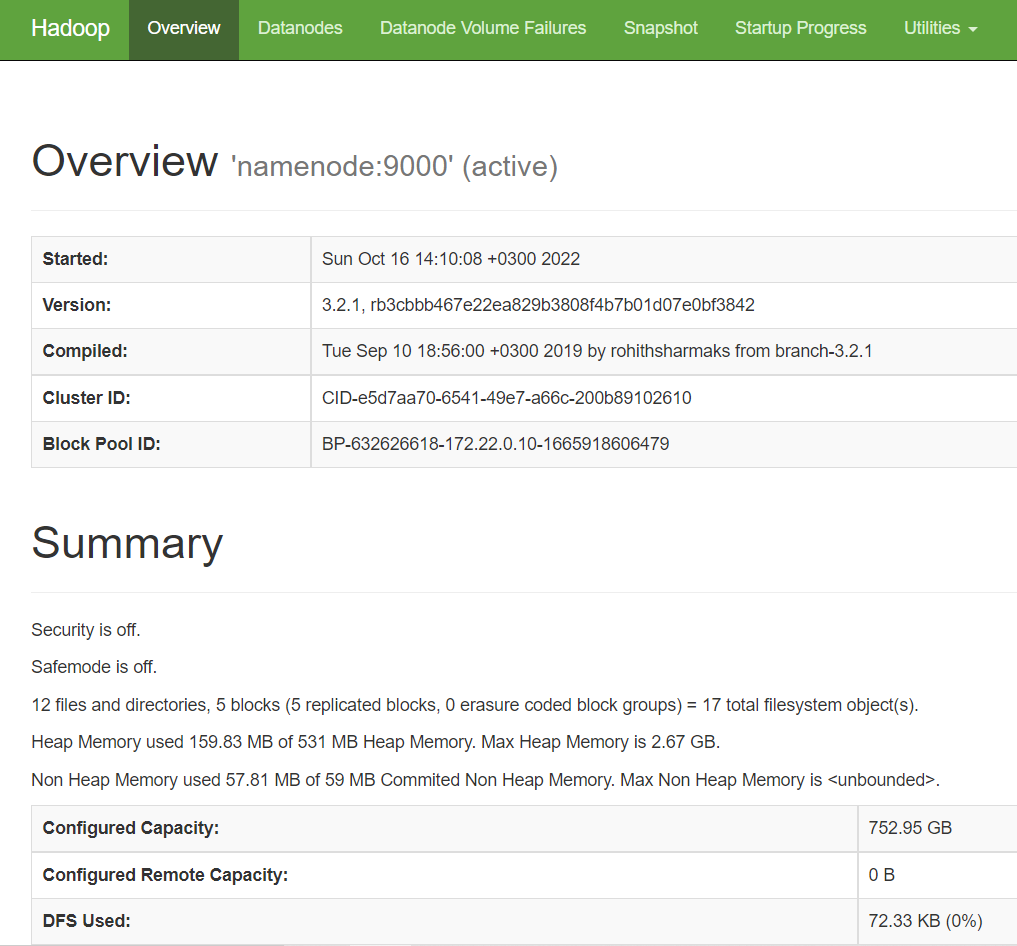 Hadoop Overview Datanodes Datanode Volume Failures Snapshot Startup Progress Utilities
Overview 'namenode:9000' (active)
Started: Sun Oct 16 14:10:08 +0300 2022
Version: 3.2.1, rb3cbbb467e22ea829b3808f4b7b01d07e0bf3842
Compiled: Tue Sep 10 18:56:00 +0300 2019 by rohithsharmaks from branch-3.2.1
Cluster ID: CID-e5d7aa70-6541-49e7-a66c-200b89102610
Block Pool ID: BP-632626618-172.22.0.10-1665918606479
Summary
Security is off.
Safemode is off.
12 files and directories, 5 blocks (5 replicated blocks, 0 erasure coded block groups) = 17 total filesystem object(s).
Heap Memory used 159.83 MB of 531 MB Heap Memory. Max Heap Memory is 2.67 GB.
Non Heap Memory used 57.81 MB of 59 MB Commited Non Heap Memory. Max Non Heap Memory is <unbounded>.
Configured Capacity: 752.95 GB
Configured Remote Capacity: 0 B
DFS Used: 72.33 KB (0%)